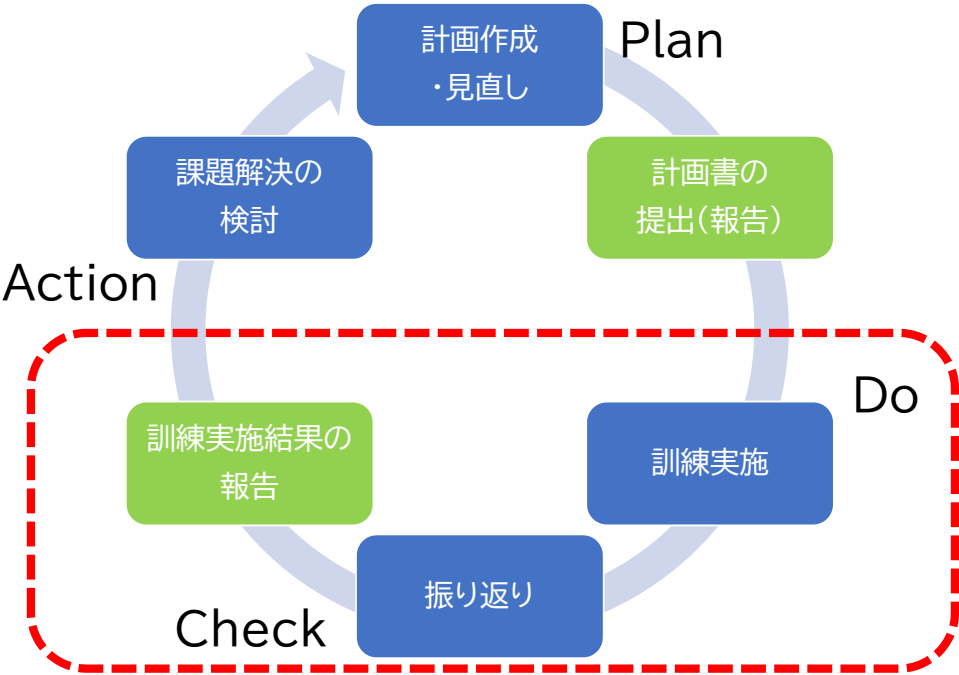 計画作成
・見直し
Plan
計画書の
提出(報告)
Do
訓練実施
振り返り
Check
訓練実施結果の
報告
Action
課題解決の
検討